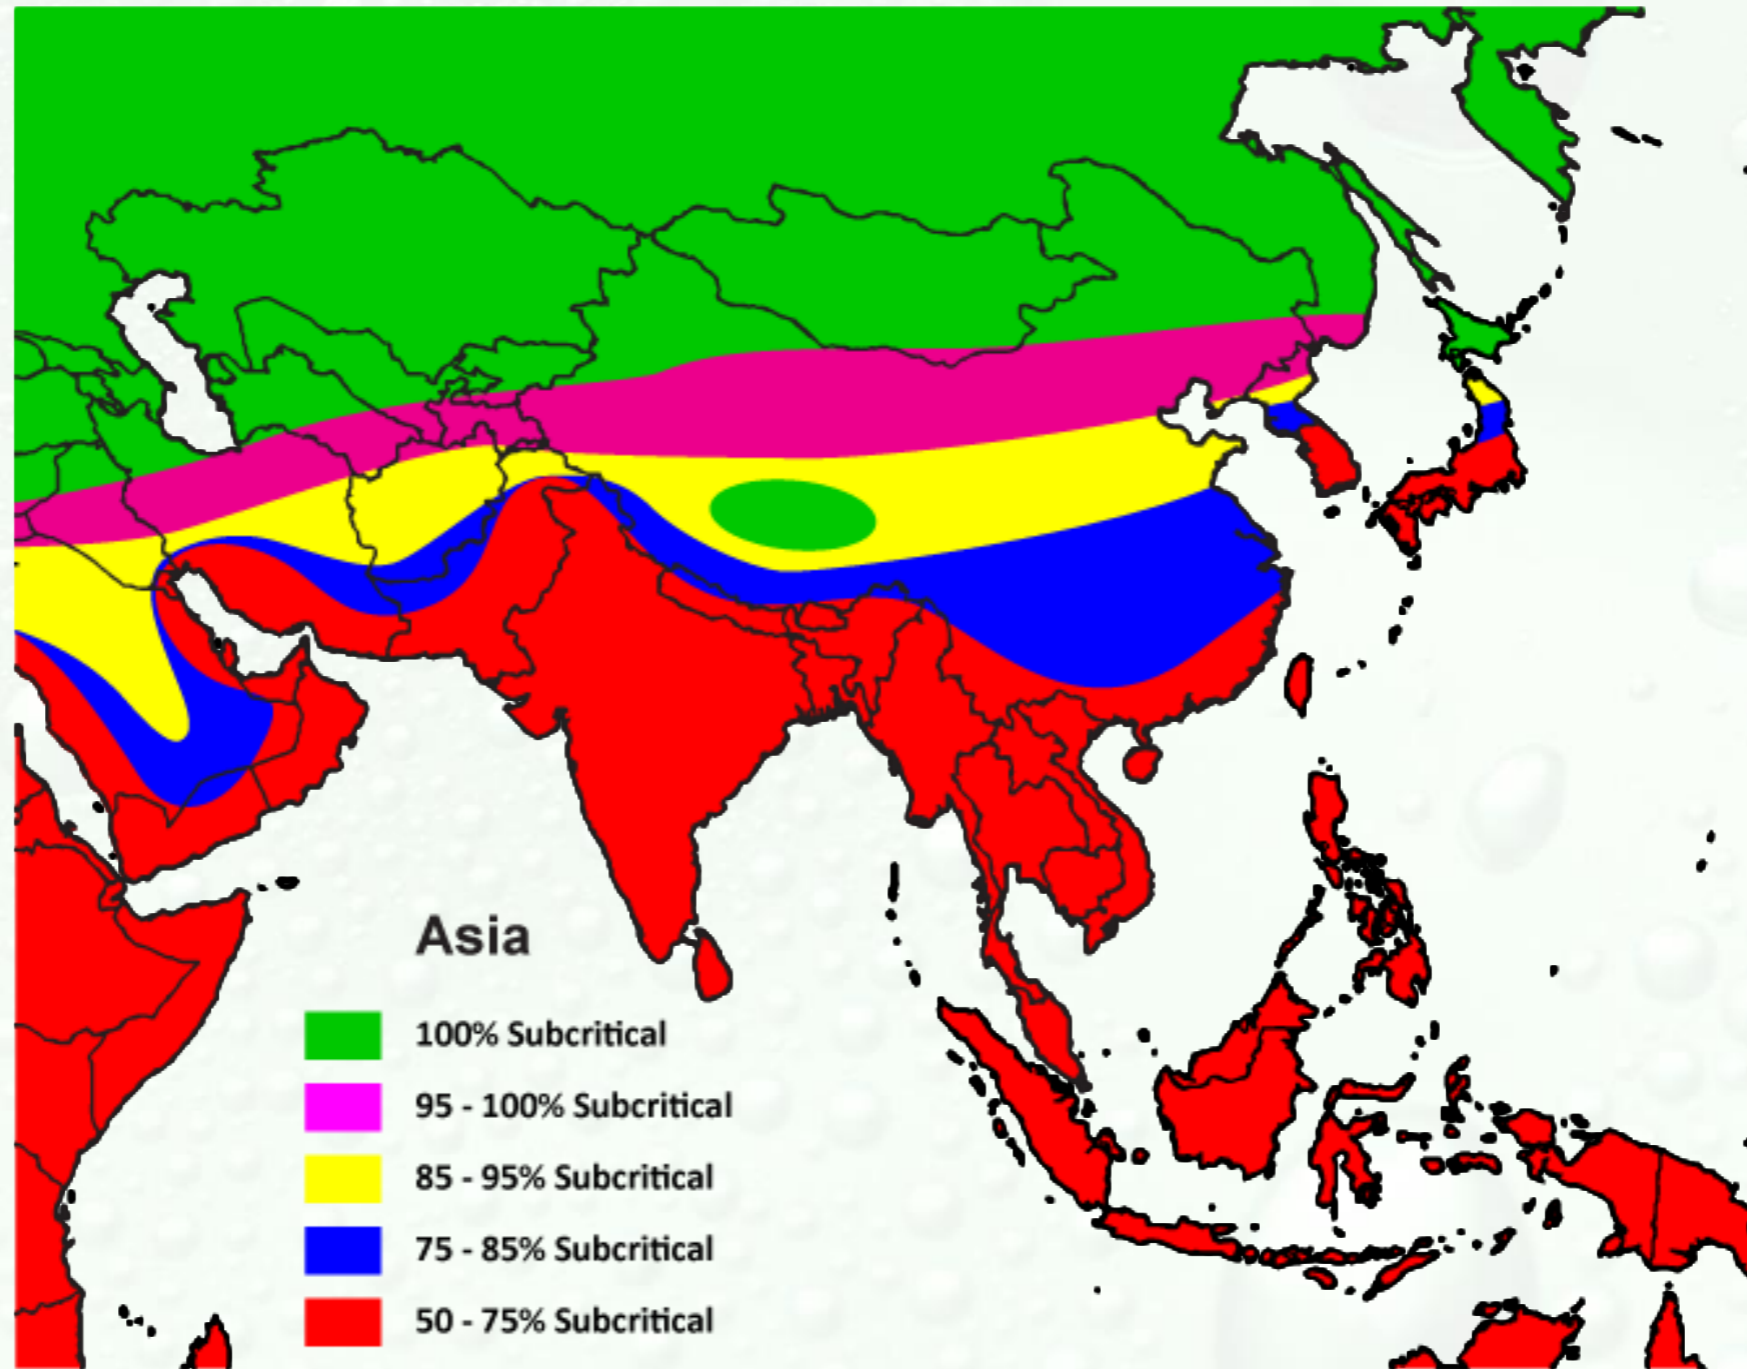 Asia
100% Subcritical
95 - 100% Subcritical
85 - 95% Subcritical
75 - 85% Subcritical
50 - 75% Subcritical